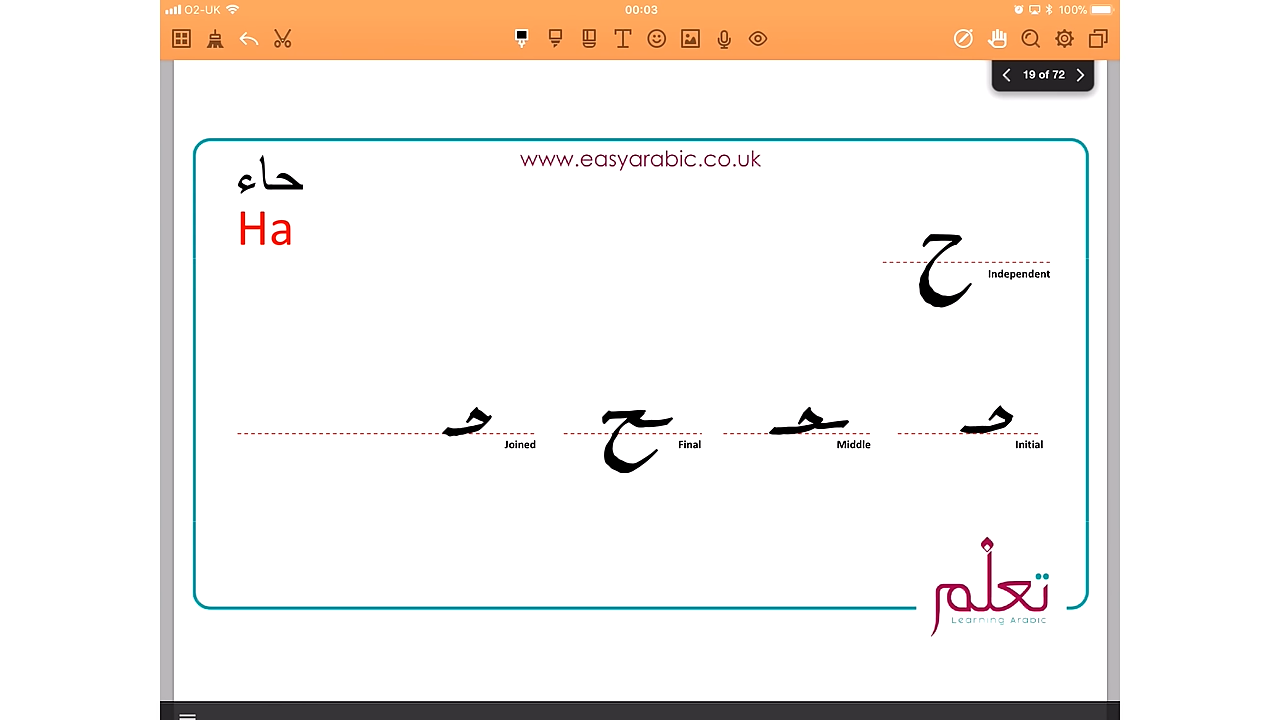 O2-UK 00:03 100%
19 of 72
www.easyarabic.co.uk
حاء
Ha
ح
Independent
حـ ـحـ ـح حـ
Initial Middle Final Joined
تعلم
Learning Arabic